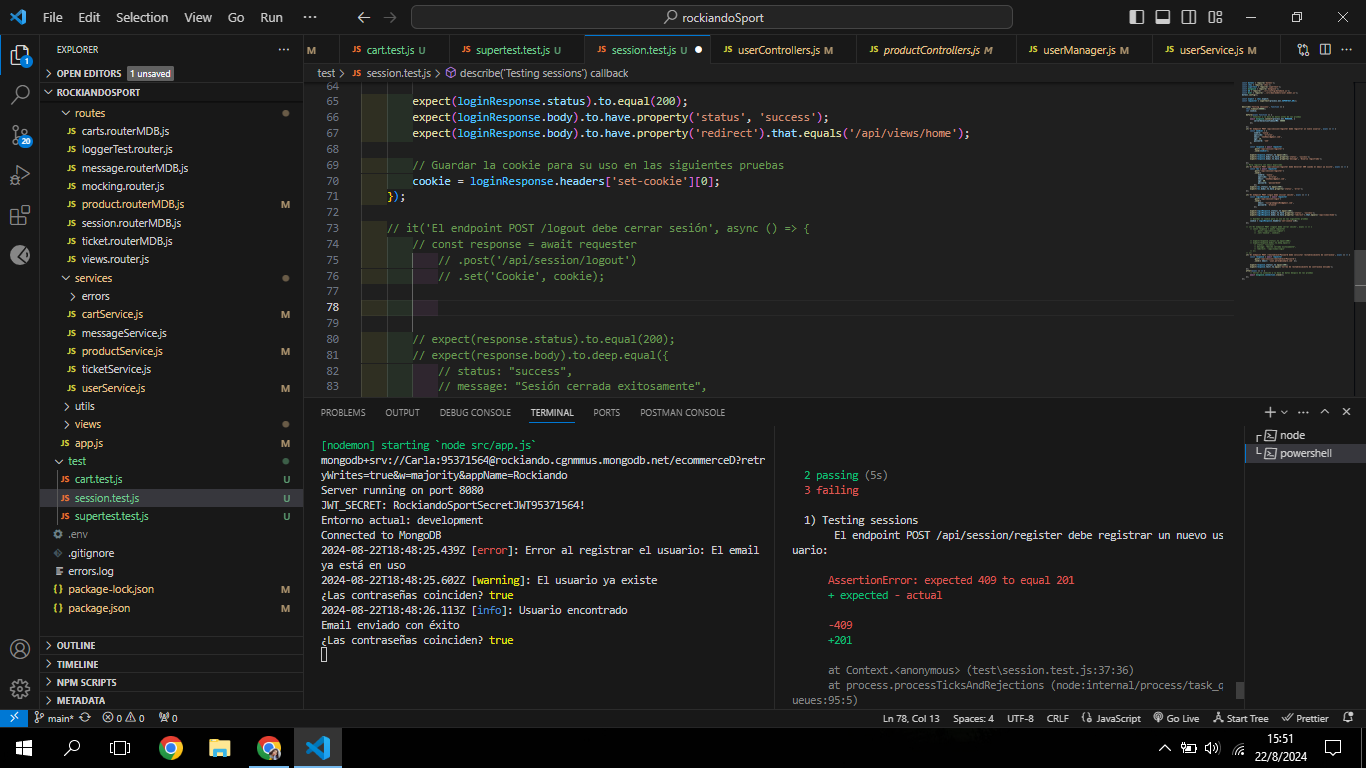 File Edit Selection View Go Run ···
rockiandoSport
EXPLORER
OPEN EDITORS 1 unsaved
ROCKIANDOSPORT
routes
JS carts.routerMDB.js
JS loggerTest.router.js
JS message.routerMDB.js
JS mocking.router.js
JS product.routerMDB.js M
JS session.routerMDB.js
JS ticket.routerMDB.js
JS views.router.js
services
errors
JS cartService.js M
JS messageService.js
JS productService.js M
JS ticketService.js
JS userService.js M
utils
views
JS app.js M
test
JS cart.test.js U
JS session.test.js U
JS supertest.test.js U
.env
.gitignore
errors.log
{} package-lock.json M
{} package.json M
OUTLINE
TIMELINE
NPM SCRIPTS
METADATA
1
20
M JS cart.test.js U JS supertest.test.js U JS session.test.js U JS userControllers.js M JS productControllers.js M JS userManager.js M JS userService.js M
test > JS session.test.js > describe('Testing sessions') callback
64
65 expect(loginResponse.status).to.equal(200);
66 expect(loginResponse.body).to.have.property('status', 'success');
67 expect(loginResponse.body).to.have.property('redirect').that.equals('/api/views/home');
68
69 // Guardar la cookie para su uso en las siguientes pruebas
70 cookie = loginResponse.headers['set-cookie'][0];
71 });
72
73 // it('El endpoint POST /logout debe cerrar sesión', async () => {
74 // const response = await requester
75 // .post('/api/session/logout')
76 // .set('Cookie', cookie);
77
78
79
80 // expect(response.status).to.equal(200);
81 // expect(response.body).to.deep.equal({
82 // status: "success",
83 // message: "Sesión cerrada exitosamente",
PROBLEMS OUTPUT DEBUG CONSOLE TERMINAL PORTS POSTMAN CONSOLE
[nodemon] starting `node src/app.js`
mongodb+srv://Carla:95371564@rockiando.cgnmmus.mongodb.net/ecommerceD?retr
yWrites=true&w=majority&appName=Rockiando
Server running on port 8080
JWT_SECRET: RockiandoSportSecretJWT95371564!
Entorno actual: development
Connected to MongoDB
2024-08-22T18:48:25.439Z [error]: Error al registrar el usuario: El email
ya está en uso
2024-08-22T18:48:25.602Z [warning]: El usuario ya existe
¿Las contraseñas coinciden? true
2024-08-22T18:48:26.113Z [info]: Usuario encontrado
Email enviado con éxito
¿Las contraseñas coinciden? true
2 passing (5s)
3 failing
1) Testing sessions
El endpoint POST /api/session/register debe registrar un nuevo us
uario:
AssertionError: expected 409 to equal 201
+ expected - actual
-409
+201
at Context.<anonymous> (test\session.test.js:37:36)
at process.processTicksAndRejections (node:internal/process/task_q
ueues:95:5)
node
powershell
main* 0 0 0 Ln 78, Col 13 Spaces: 4 UTF-8 CRLF JavaScript Go Live Start Tree Prettier
15:51
22/8/2024